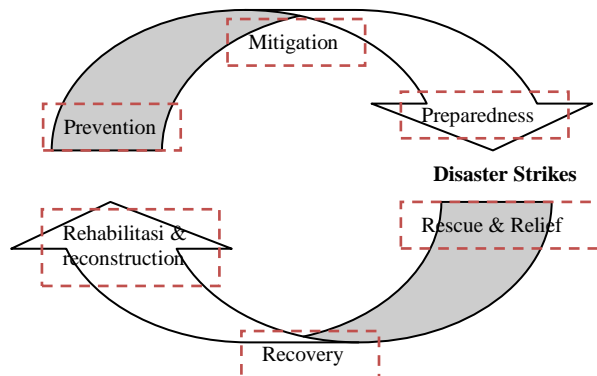 Mitigation
Prevention
Preparedness
Disaster Strikes
Rescue & Relief
Rehabilitasi &
reconstruction
Recovery